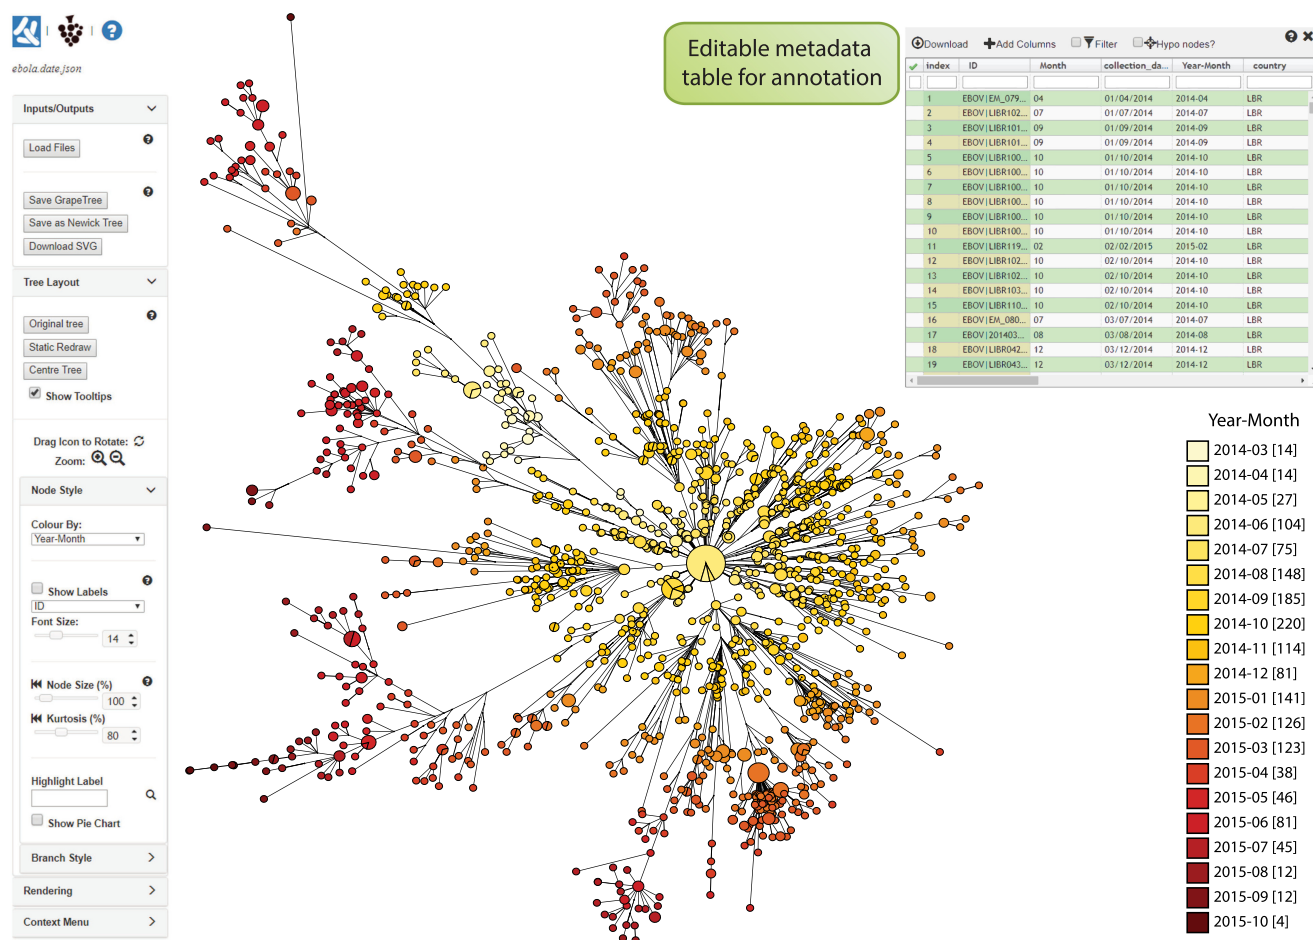 ebola.date.json
Inputs/Outputs
Load Files
Save GrapeTree
Save as Newick Tree
Download SVG
Tree Layout
Original tree
Static Redraw
Centre Tree
Show Tooltips
Drag Icon to Rotate:
Zoom:
Node Style
Colour By:
Year-Month
Show Labels
ID
Font Size:
14
Node Size (%)
100
Kurtosis (%)
80
Highlight Label
Show Pie Chart
Branch Style
Rendering
Context Menu
Editable metadata
table for annotation
Download Add Columns Filter Hypo nodes?
index ID Month collection_da... Year-Month country
1 EBOV|EM_079... 04 01/04/2014 2014-04 LBR
2 EBOV|LIBR102... 07 01/07/2014 2014-07 LBR
3 EBOV|LIBR101... 09 01/09/2014 2014-09 LBR
4 EBOV|LIBR101... 09 01/09/2014 2014-09 LBR
5 EBOV|LIBR100... 10 01/10/2014 2014-10 LBR
6 EBOV|LIBR100... 10 01/10/2014 2014-10 LBR
7 EBOV|LIBR100... 10 01/10/2014 2014-10 LBR
8 EBOV|LIBR100... 10 01/10/2014 2014-10 LBR
9 EBOV|LIBR100... 10 01/10/2014 2014-10 LBR
10 EBOV|LIBR100... 10 01/10/2014 2014-10 LBR
11 EBOV|LIBR119... 02 02/02/2015 2015-02 LBR
12 EBOV|LIBR102... 10 02/10/2014 2014-10 LBR
13 EBOV|LIBR102... 10 02/10/2014 2014-10 LBR
14 EBOV|LIBR103... 10 02/10/2014 2014-10 LBR
15 EBOV|LIBR110... 10 02/10/2014 2014-10 LBR
16 EBOV|EM_080... 07 03/07/2014 2014-07 LBR
17 EBOV|201403... 08 03/08/2014 2014-08 LBR
18 EBOV|LIBR042... 12 03/12/2014 2014-12 LBR
19 EBOV|LIBR043... 12 03/12/2014 2014-12 LBR
Year-Month
2014-03 [14]
2014-04 [14]
2014-05 [27]
2014-06 [104]
2014-07 [75]
2014-08 [148]
2014-09 [185]
2014-10 [220]
2014-11 [114]
2014-12 [81]
2015-01 [141]
2015-02 [126]
2015-03 [123]
2015-04 [38]
2015-05 [46]
2015-06 [81]
2015-07 [45]
2015-08 [12]
2015-09 [12]
2015-10 [4]